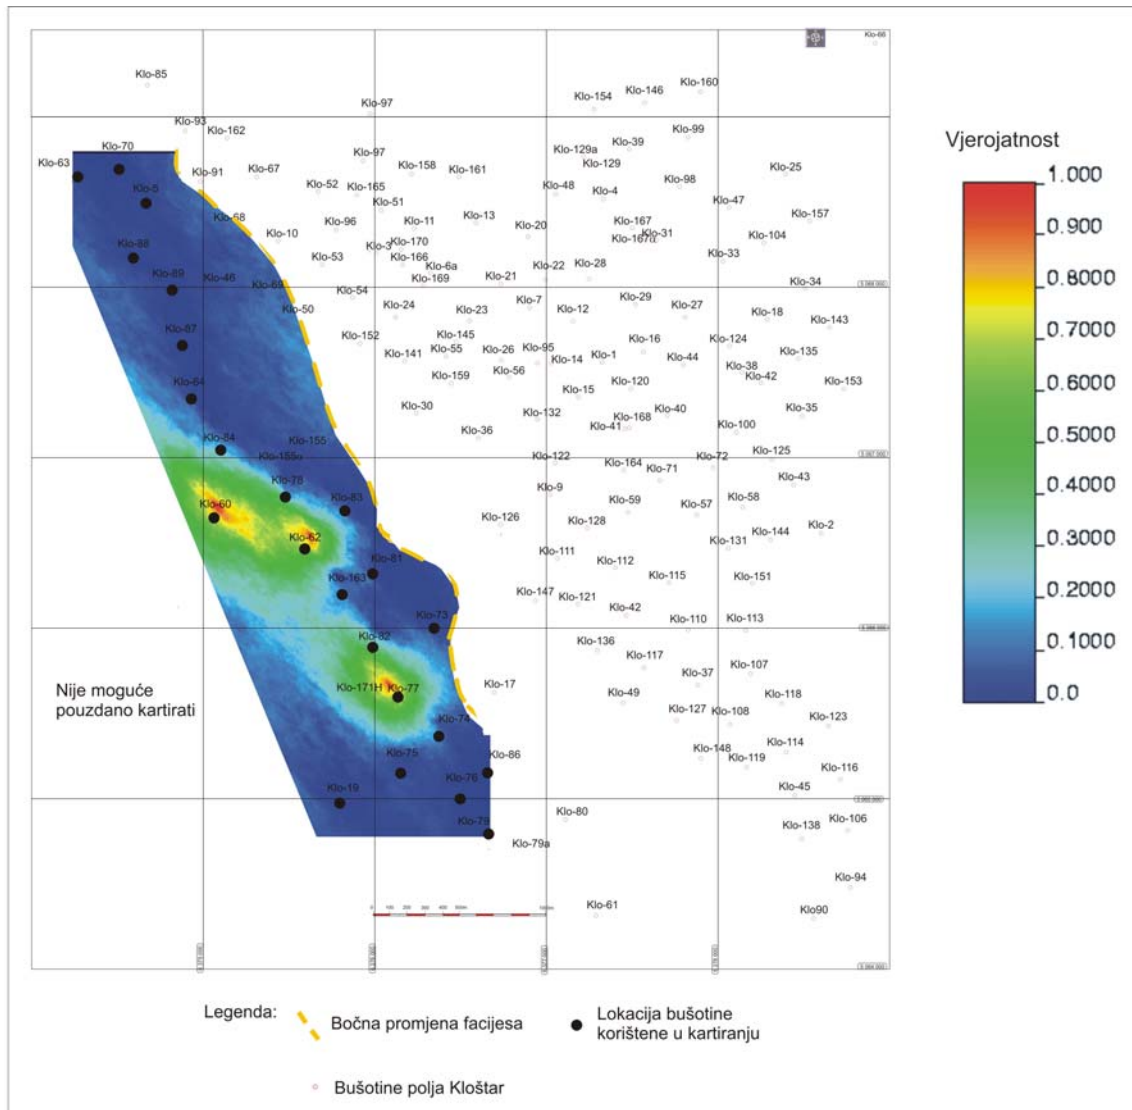 Klo-66
Klo-85
Klo-160
Klo-146
Klo-154
Klo-97
Klo-93
Klo-162
Klo-99
Klo-70
Klo-39
Klo-129a
Klo-97
Klo-129
Klo-63
Klo-91
Klo-67
Klo-158
Klo-161
Klo-25
Klo-5
Klo-52
Klo-165
Klo-48
Klo-4
Klo-98
Klo-51
Klo-47
Klo-68
Klo-96
Klo-11
Klo-13
Klo-20
Klo-167
Klo-157
Klo-10
Klo-3
Klo-170
Klo-31
Klo-104
Klo-88
Klo-53
Klo-166
Klo-6a
Klo-33
Klo-89
Klo-46
Klo-69
Klo-169
Klo-21
Klo-22
Klo-28
Klo-34
Klo-54
Klo-50
Klo-24
Klo-23
Klo-7
Klo-12
Klo-29
Klo-27
Klo-18
Klo-143
Klo-87
Klo-152
Klo-145
Klo-141
Klo-55
Klo-26
Klo-95
Klo-14
Klo-1
Klo-16
Klo-44
Klo-124
Klo-135
Klo-38
Klo-64
Klo-159
Klo-56
Klo-15
Klo-120
Klo-42
Klo-153
Klo-30
Klo-132
Klo-168
Klo-40
Klo-35
Klo-84
Klo-155
Klo-36
Klo-41
Klo-100
Klo-122
Klo-164
Klo-71
Klo-72
Klo-125
Klo-78
Klo-9
Klo-43
Klo-60
Klo-83
Klo-126
Klo-128
Klo-59
Klo-57
Klo-58
Klo-62
Klo-144
Klo-2
Klo-81
Klo-111
Klo-112
Klo-131
Klo-163
Klo-115
Klo-151
Klo-147
Klo-121
Klo-73
Klo-42
Klo-110
Klo-113
Klo-82
Klo-136
Klo-117
Klo-37
Klo-107
Klo-171H
Klo-77
Klo-17
Klo-49
Klo-127
Klo-108
Klo-118
Klo-123
Klo-74
Klo-75
Klo-86
Klo-148
Klo-119
Klo-114
Klo-116
Klo-19
Klo-76
Klo-45
Klo-79
Klo-80
Klo-138
Klo-106
Klo-79a
Klo-94
Klo-61
Klo90
Nije moguće
pouzdano kartirati
Vjerojatnost
1.000
0.900
0.8000
0.7000
0.6000
0.5000
0.4000
0.3000
0.2000
0.1000
0.0
Legenda:
Bočna promjena facijesa
Lokacija bušotine
korištene u kartiranju
Bušotine polja Kloštar